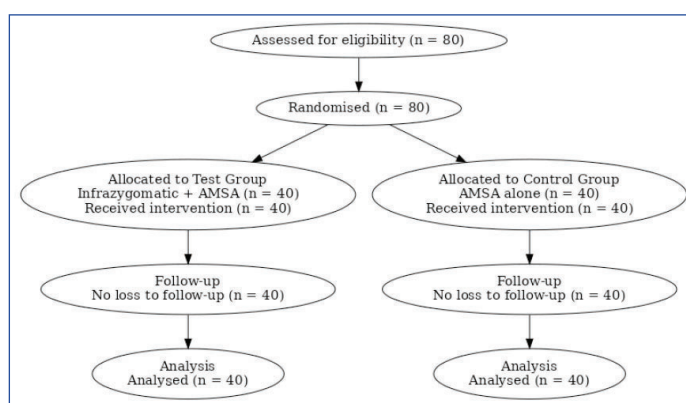 Assessed for eligibility (n = 80)
Randomised (n = 80)
Allocated to Test Group
Infrazygomatic + AMSA (n = 40)
Received intervention (n = 40)
Allocated to Control Group
AMSA alone (n = 40)
Received intervention (n = 40)
Follow-up
No loss to follow-up (n = 40)
Follow-up
No loss to follow-up (n = 40)
Analysis
Analysed (n = 40)
Analysis
Analysed (n = 40)